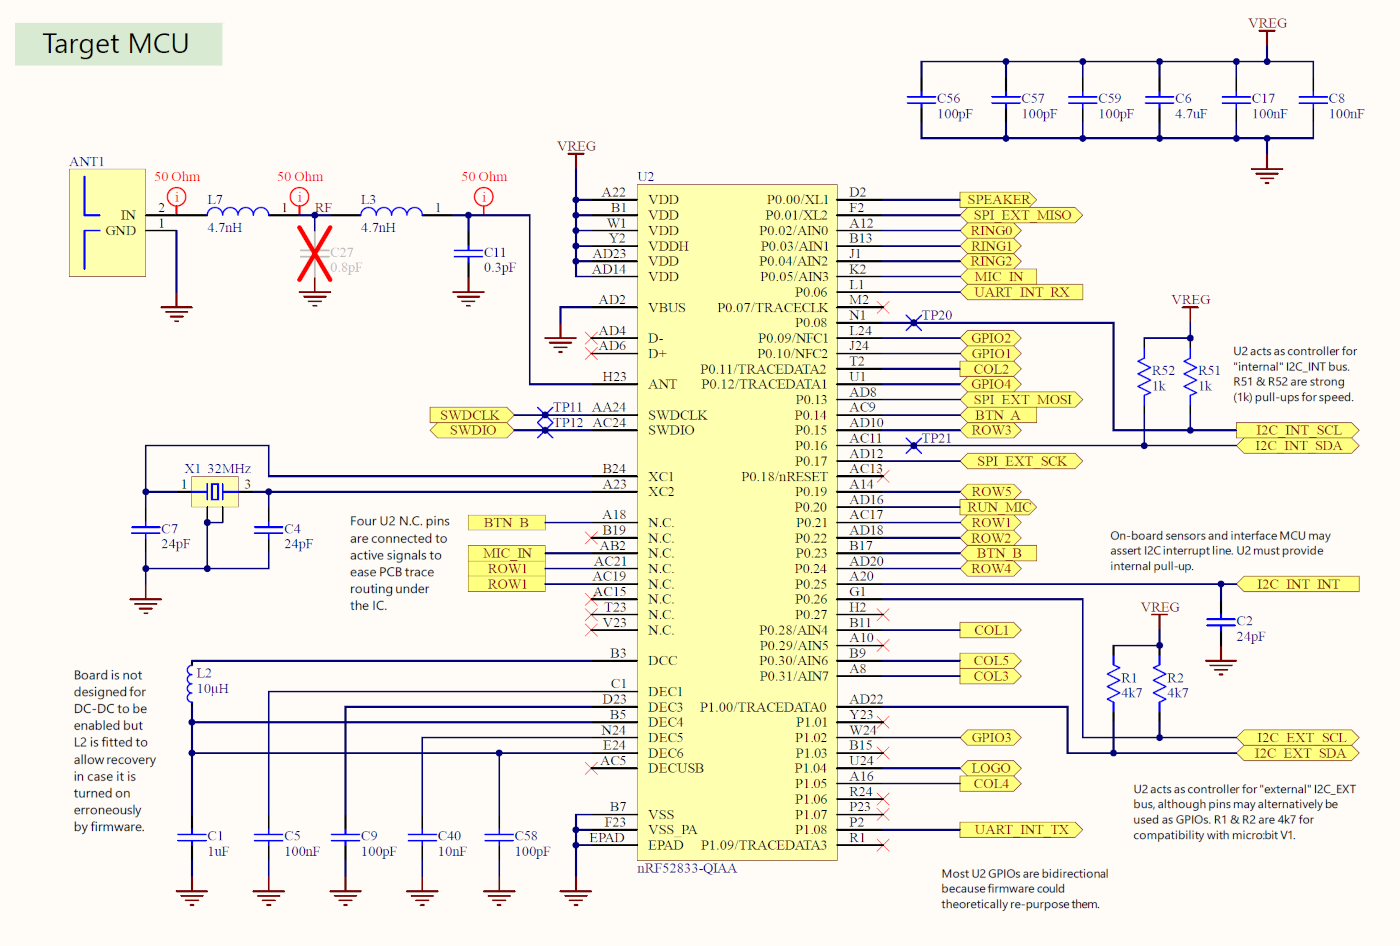 Target MCU
VREG
C56
100pF
C57
100pF
C59
100pF
C6
4.7uF
C17
100nF
C8
100nF
ANT1
IN
GND
2
1
50 Ohm
i
L7
4.7nH
50 Ohm
i
1
RF
C27
0.8pF
L3
4.7nH
1
50 Ohm
i
C11
0.3pF
VREG
U2
A22 VDD
B1 VDD
W1 VDD
Y2 VDDH
AD23 VDD
AD14 VDD
AD2 VBUS
AD4 D-
AD6 D+
H23 ANT
SWDCLK TP11 AA24 SWDCLK
SWDIO TP12 AC24 SWDIO
B24 XC1
A23 XC2
BTN_B A18 N.C.
B19 N.C.
MIC_IN AB2 N.C.
ROW1 AC21 N.C.
ROW1 AC19 N.C.
AC15 N.C.
T23 N.C.
V23 N.C.
B3 DCC
C1 DEC1
D23 DEC3
B5 DEC4
N24 DEC5
E24 DEC6
AC5 DECUSB
B7 VSS
F23 VSS_PA
EPAD EPAD
nRF52833-QIAA
P0.00/XL1 D2 SPEAKER
P0.01/XL2 F2 SPI_EXT_MISO
P0.02/AIN0 A12 RING0
P0.03/AIN1 B13 RING1
P0.04/AIN2 J1 RING2
P0.05/AIN3 K2 MIC_IN
P0.06 L1 UART_INT_RX
P0.07/TRACECLK M2
P0.08 N1 TP20
P0.09/NFC1 L24 GPIO2
P0.10/NFC2 J24 GPIO1
P0.11/TRACEDATA2 T2 COL2
P0.12/TRACEDATA1 U1 GPIO4
P0.13 AD8 SPI_EXT_MOSI
P0.14 AC9 BTN_A
P0.15 AD10 ROW3
P0.16 AC11 TP21
P0.17 AD12 SPI_EXT_SCK
P0.18/nRESET AC13
P0.19 A14 ROW5
P0.20 AD16 RUN_MIC
P0.21 AC17 ROW1
P0.22 AD18 ROW2
P0.23 B17 BTN_B
P0.24 AD20 ROW4
P0.25 A20
P0.26 G1
P0.27 H2
P0.28/AIN4 B11 COL1
P0.29/AIN5 A10
P0.30/AIN6 B9 COL5
P0.31/AIN7 A8 COL3
P1.00/TRACEDATA0 AD22
P1.01 Y23
P1.02 W24 GPIO3
P1.03 B15
P1.04 U24 LOGO
P1.05 A16 COL4
P1.06 R24
P1.07 P23
P1.08 P2 UART_INT_TX
P1.09/TRACEDATA3 R1
X1 32MHz
1
3
C7
24pF
C4
24pF
Four U2 N.C. pins
are connected to
active signals to
ease PCB trace
routing under
the IC.
Board is not
designed for
DC-DC to be
enabled but
L2 is fitted to
allow recovery
in case it is
turned on
erroneously
by firmware.
L2
10µH
C1
1uF
C5
100nF
C9
100pF
C40
10nF
C58
100pF
VREG
R52
1k
R51
1k
U2 acts as controller for
"internal" I2C_INT bus.
R51 & R52 are strong
(1k) pull-ups for speed.
I2C_INT_SCL
I2C_INT_SDA
On-board sensors and interface MCU may
assert I2C interrupt line. U2 must provide
internal pull-up.
I2C_INT_INT
C2
24pF
VREG
R1
4k7
R2
4k7
I2C_EXT_SCL
I2C_EXT_SDA
U2 acts as controller for "external" I2C_EXT
bus, although pins may alternatively be
used as GPIOs. R1 & R2 are 4k7 for
compatibility with micro:bit V1.
Most U2 GPIOs are bidirectional
because firmware could
theoretically re-purpose them.